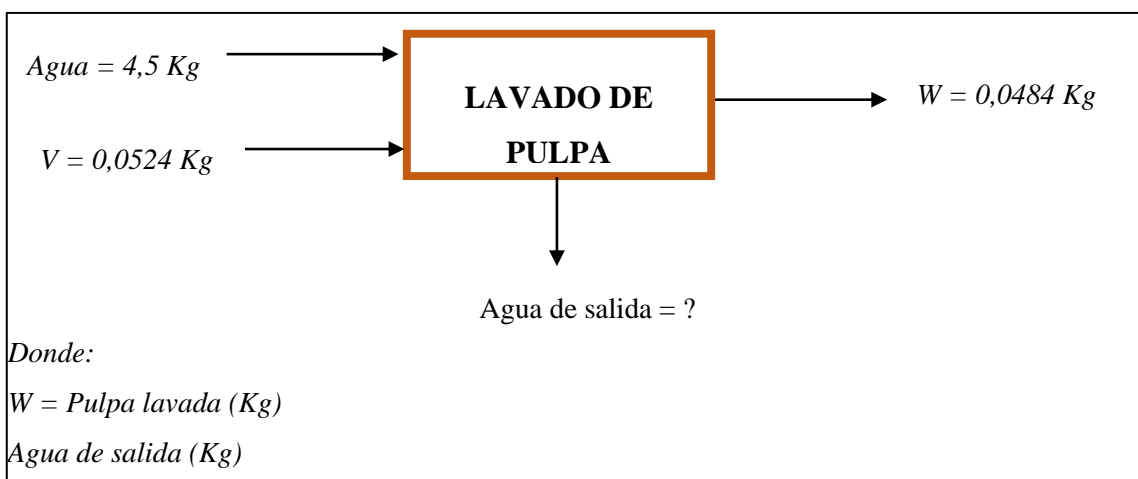 Agua = 4,5 Kg
V = 0,0524 Kg
LAVADO DE
PULPA
W = 0,0484 Kg
Agua de salida = ?
Donde:
W = Pulpa lavada (Kg)
Agua de salida (Kg)